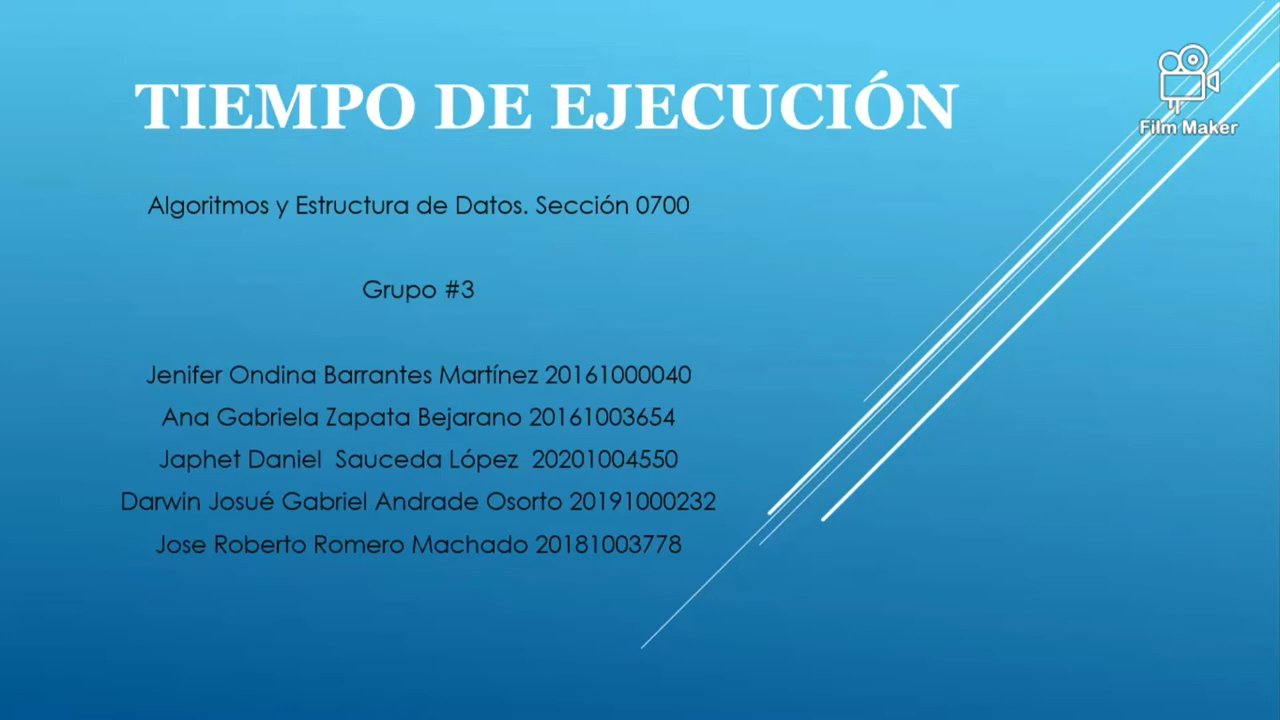 TIEMPO DE EJECUCIÓN
Film Maker
Algoritmos y Estructura de Datos. Sección 0700
Grupo #3
Jenifer Ondina Barrantes Martínez 20161000040
Ana Gabriela Zapata Bejarano 20161003654
Japhet Daniel Sauceda López 20201004550
Darwin Josué Gabriel Andrade Osorto 20191000232
Jose Roberto Romero Machado 20181003778